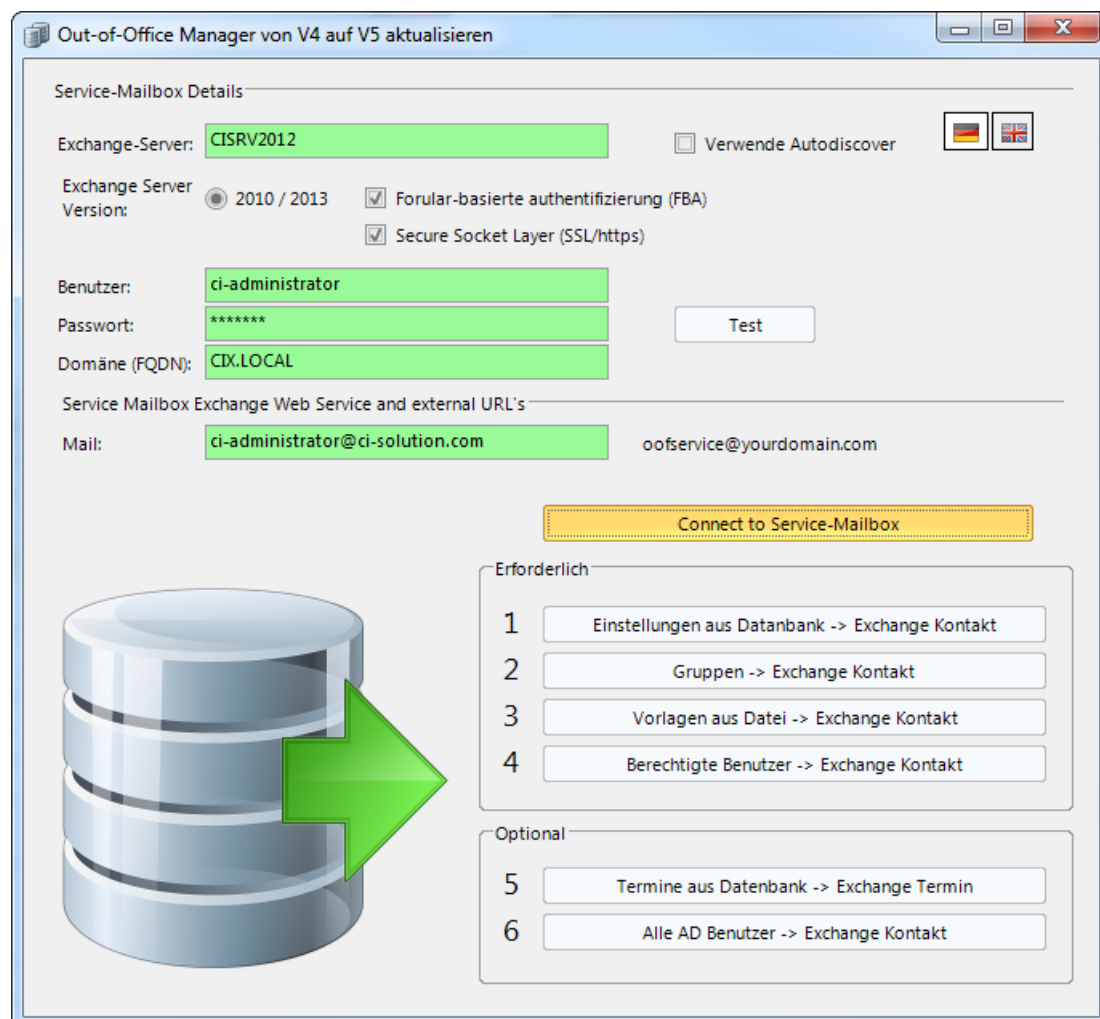 Out-of-Office Manager von V4 auf V5 aktualisieren
Service-Mailbox Details
Exchange-Server: CISRV2012 Verwende Autodiscover
Exchange Server Version: 2010 / 2013 Forular-basierte authentifizierung (FBA)
Secure Socket Layer (SSL/https)
Benutzer: ci-administrator
Passwort: ******* Test
Domäne (FQDN): CIX.LOCAL
Service Mailbox Exchange Web Service and external URL's
Mail: ci-administrator@ci-solution.com oofservice@yourdomain.com
Connect to Service-Mailbox
Erforderlich
1 Einstellungen aus Datanbank -> Exchange Kontakt
2 Gruppen -> Exchange Kontakt
3 Vorlagen aus Datei -> Exchange Kontakt
4 Berechtigte Benutzer -> Exchange Kontakt
Optional
5 Termine aus Datenbank -> Exchange Termin
6 Alle AD Benutzer -> Exchange Kontakt